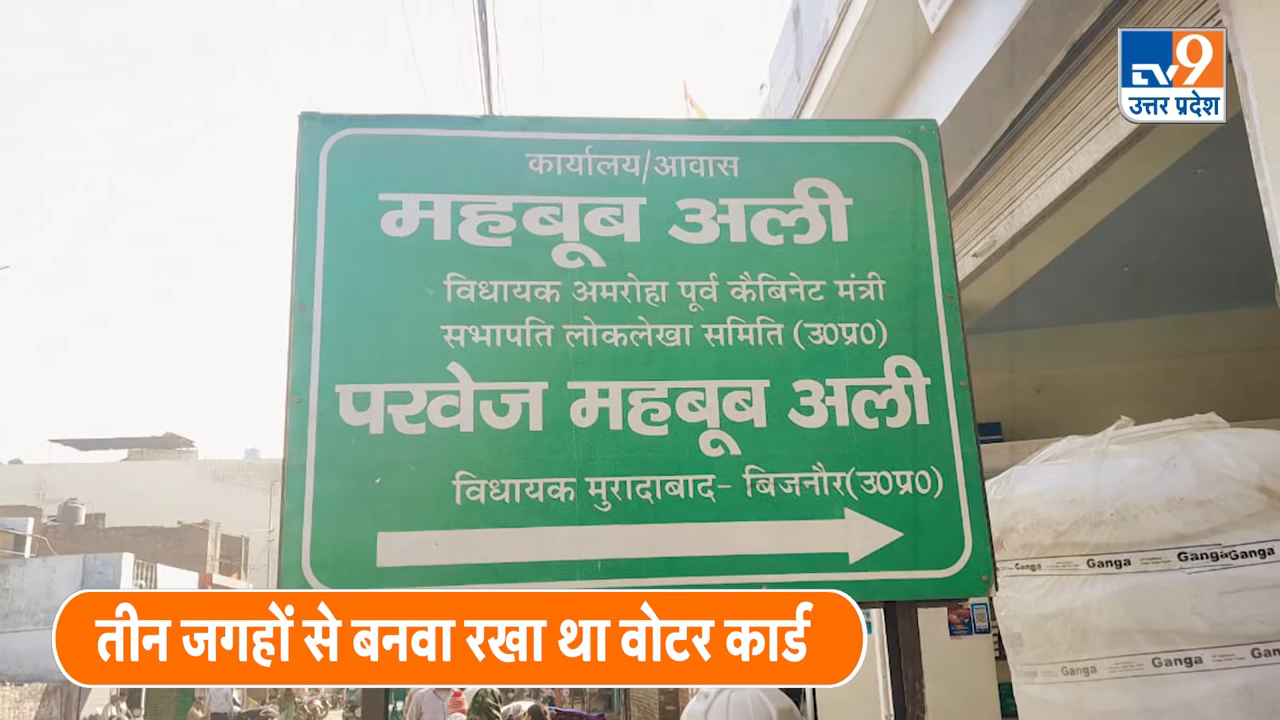 TV9
उत्तर प्रदेश
कार्यालय/आवास
महबूब अली
विधायक अमरोहा पूर्व कैबिनेट मंत्री
सभापति लोकलेखा समिति (उ0प्र0)
परवेज महबूब अली
विधायक मुरादाबाद- बिजनौर(उ0प्र0)
Ganga Ganga Ganga Ganga
Ganga Ganga Ganga
तीन जगहों से बनवा रखा था वोटर कार्ड